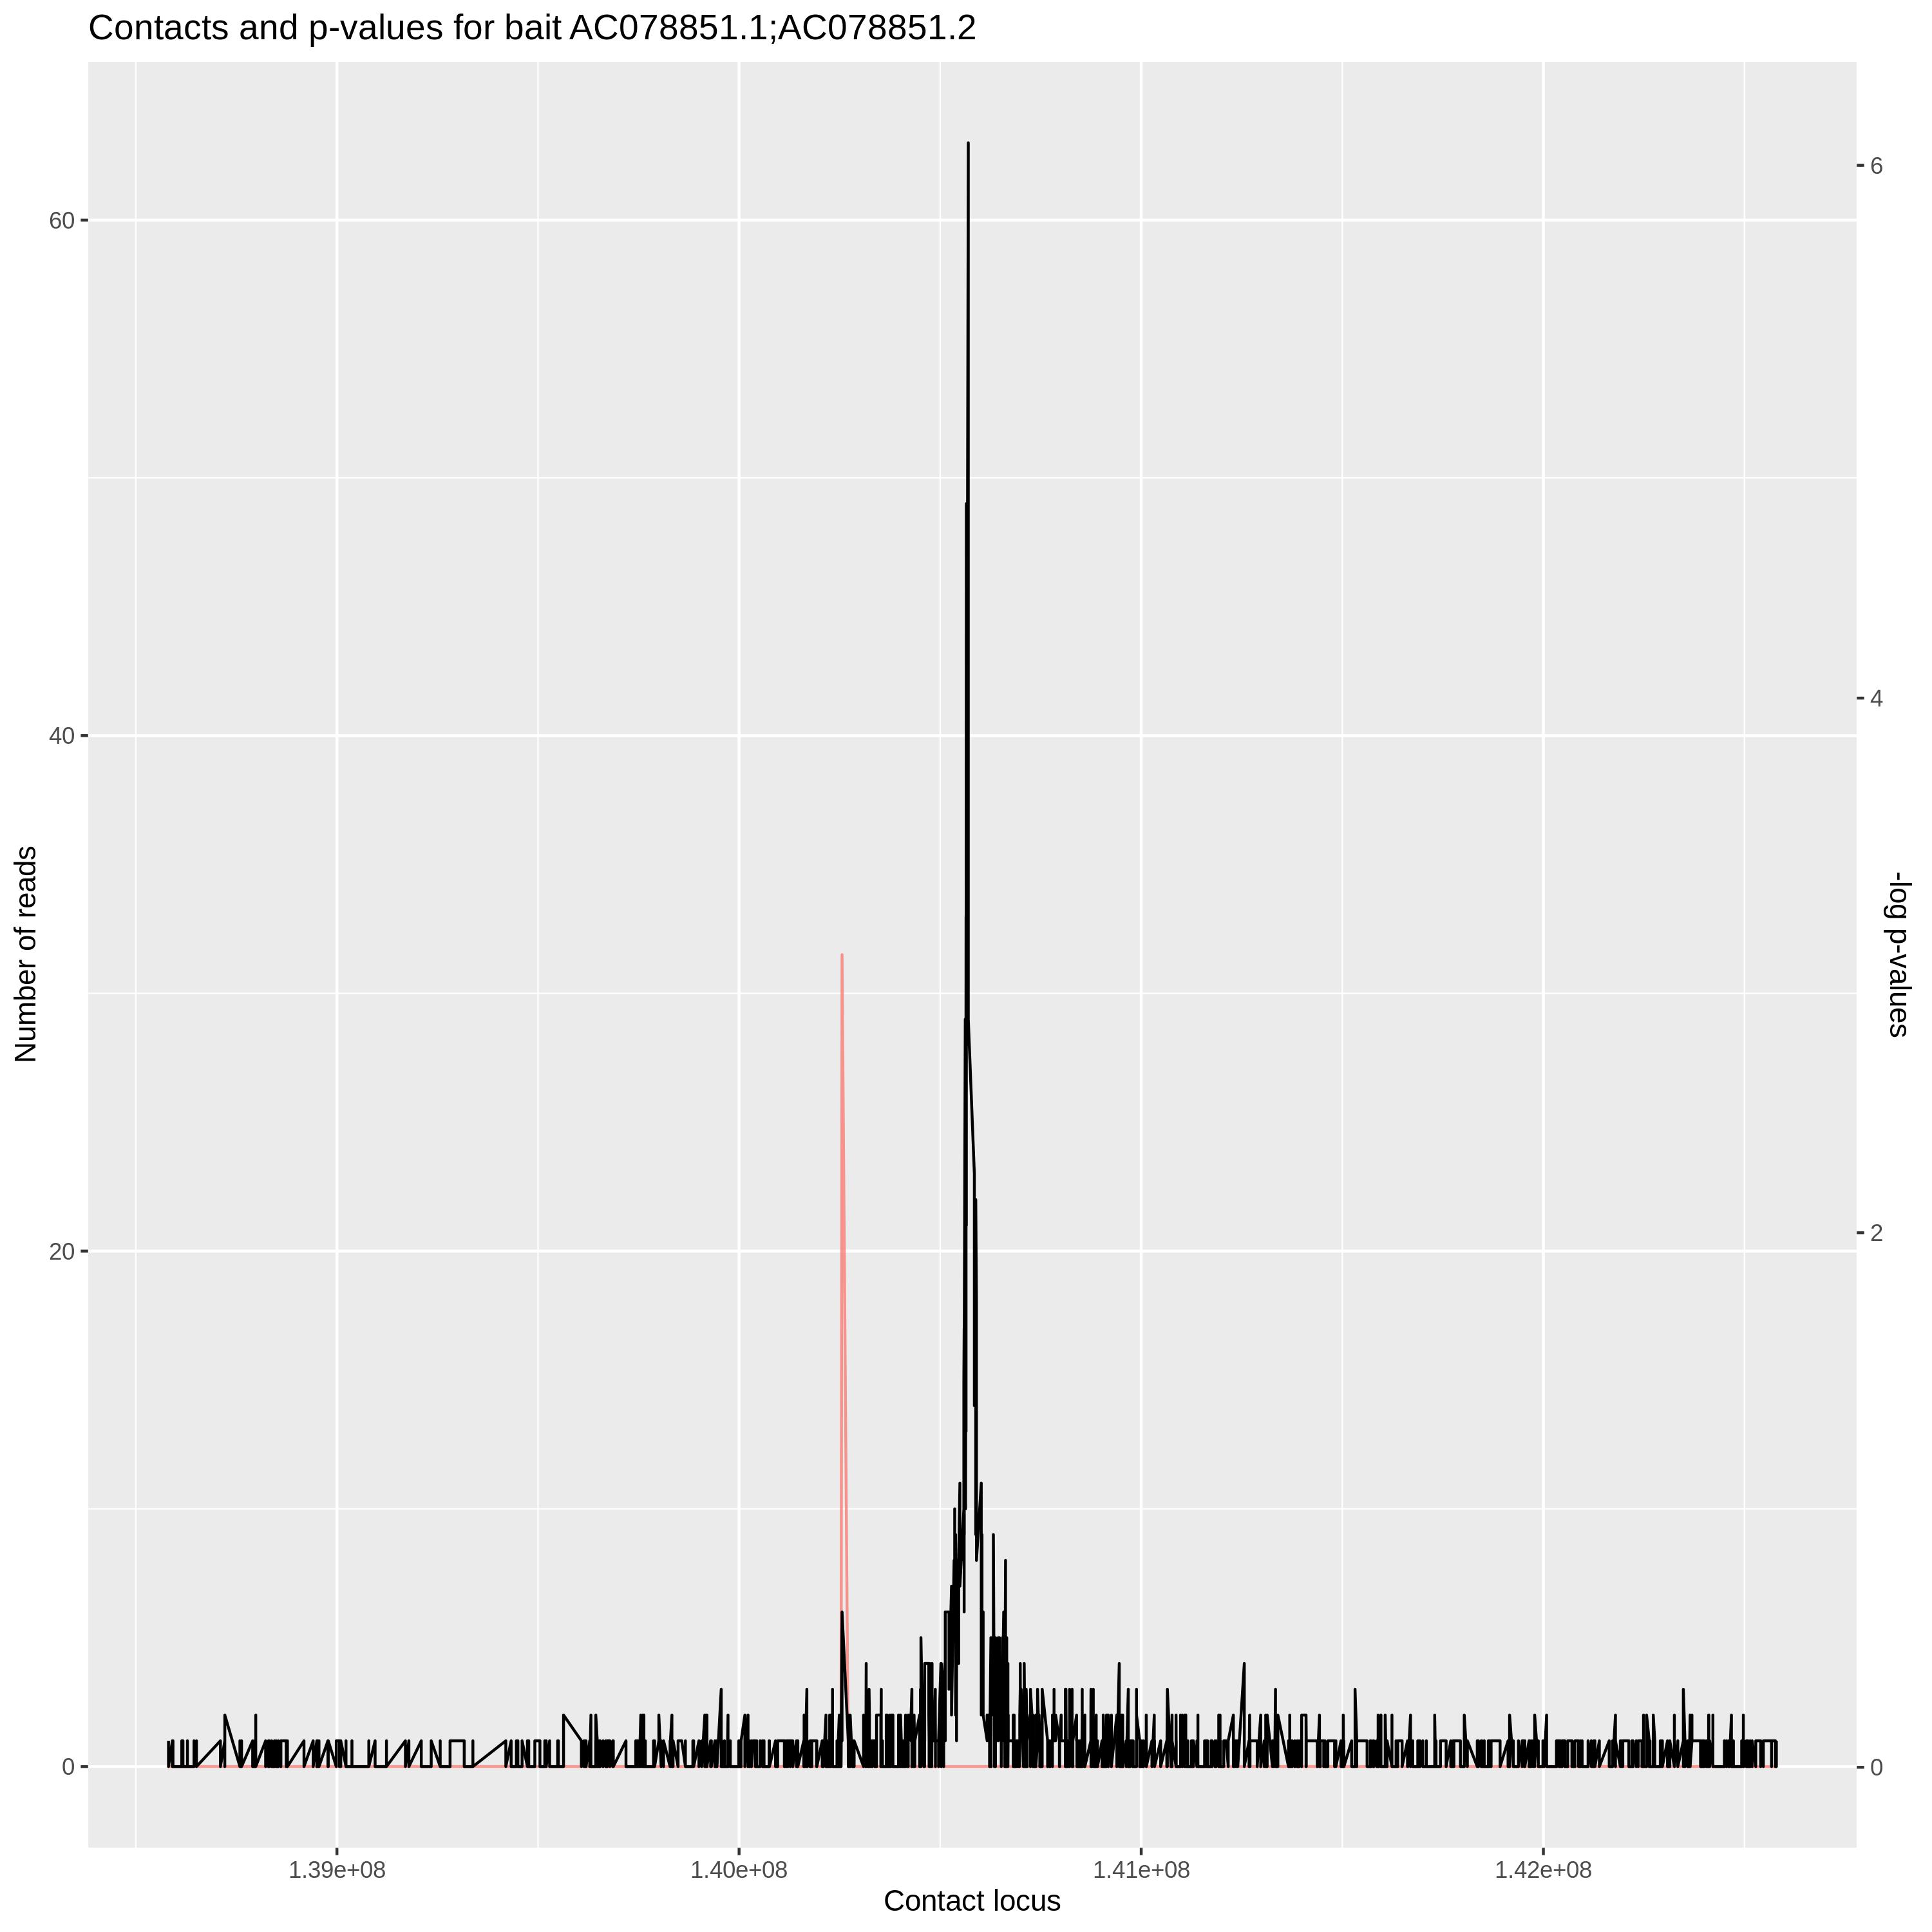 Contacts and p-values for bait AC078851.1;AC078851.2
6
60
40
4
Number of reads
-log p-values
20
2
0
0
1.39e+08
1.40e+08
1.41e+08
1.42e+08
Contact locus